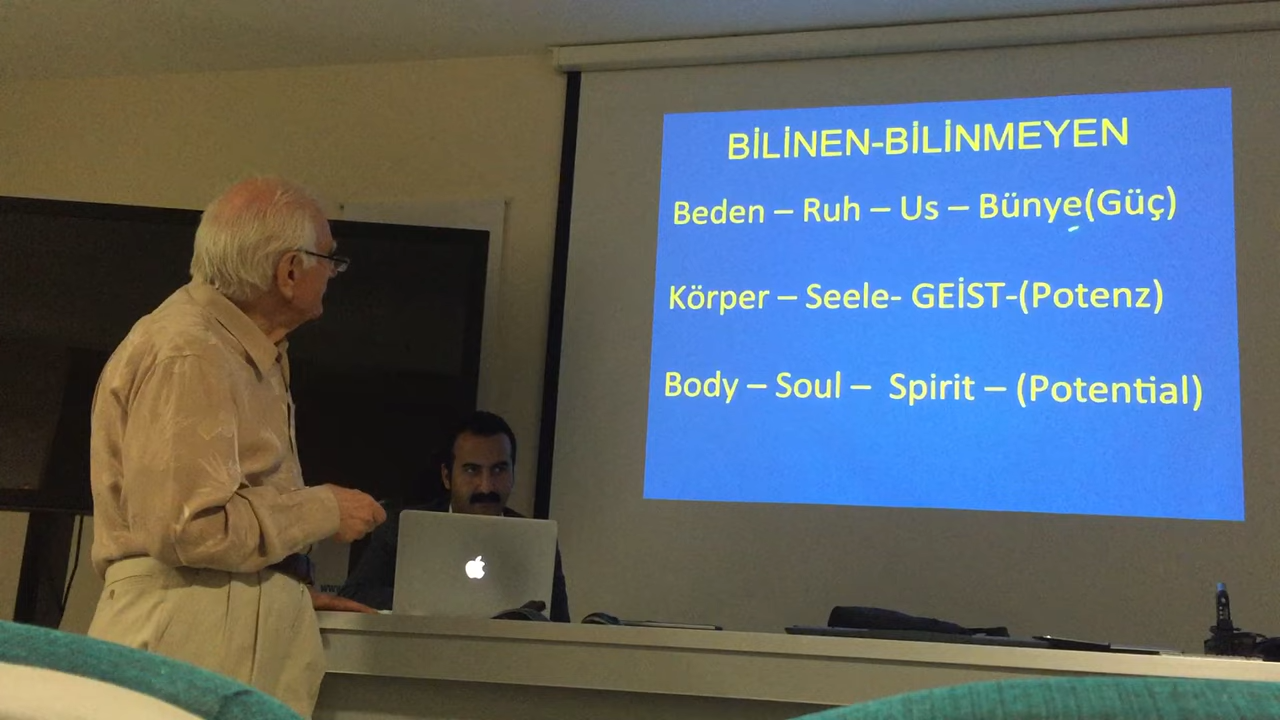 BİLİNEN-BİLİNMEYEN
Beden – Ruh – Us – Bünye(Güç)
Körper – Seele- GEİST-(Potenz)
Body – Soul – Spirit – (Potential)